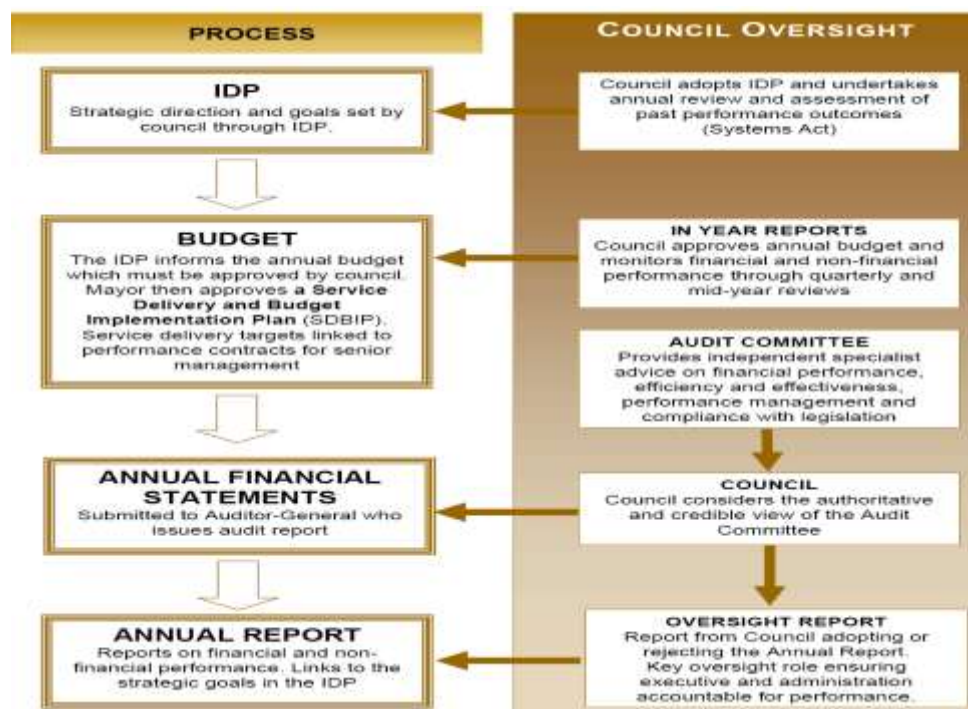 PROCESS
IDP
Strategic direction and goals set by
council through IDP.
BUDGET
The IDP informs the annual budget
which must be approved by council.
Mayor then approves a Service
Delivery and Budget
Implementation Plan (SDBIP).
Service delivery targets linked to
performance contracts for senior
management
ANNUAL FINANCIAL
STATEMENTS
Submitted to Auditor-General who
issues audit report
ANNUAL REPORT
Reports on financial and non-
financial performance. Links to the
strategic goals in the IDP
COUNCIL OVERSIGHT
Council adopts IDP and undertakes
annual review and assessment of
past performance outcomes
(Systems Act)
IN YEAR REPORTS
Council approves annual budget and
monitors financial and non-financial
performance through quarterly and
mid-year reviews
AUDIT COMMITTEE
Provides independent specialist
advice on financial performance,
efficiency and effectiveness,
performance management and
compliance with legislation
COUNCIL
Council considers the authoritative
and credible view of the Audit
Committee
OVERSIGHT REPORT
Report from Council adopting or
rejecting the Annual Report.
Key oversight role ensuring
executive and administration
accountable for performance.